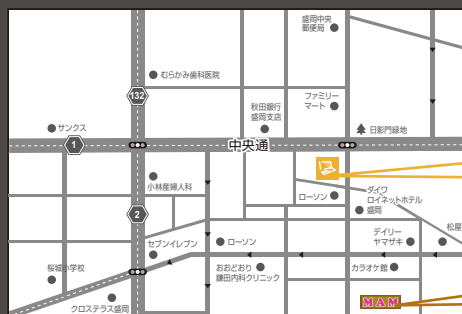 盛岡中央
郵便局
むらかみ歯科医院
132
ファミリー
マート
秋田銀行
盛岡支店
サンクス
日影門緑地
1
中央通
小林産婦人科
ローソン
ダイワ
ロイネットホテル
盛岡
2
セブンイレブン
ローソン
デイリー
ヤマザキ
松屋
桜城小学校
おおどおり
鎌田内科クリニック
カラオケ館
クロステラス盛岡
MAM